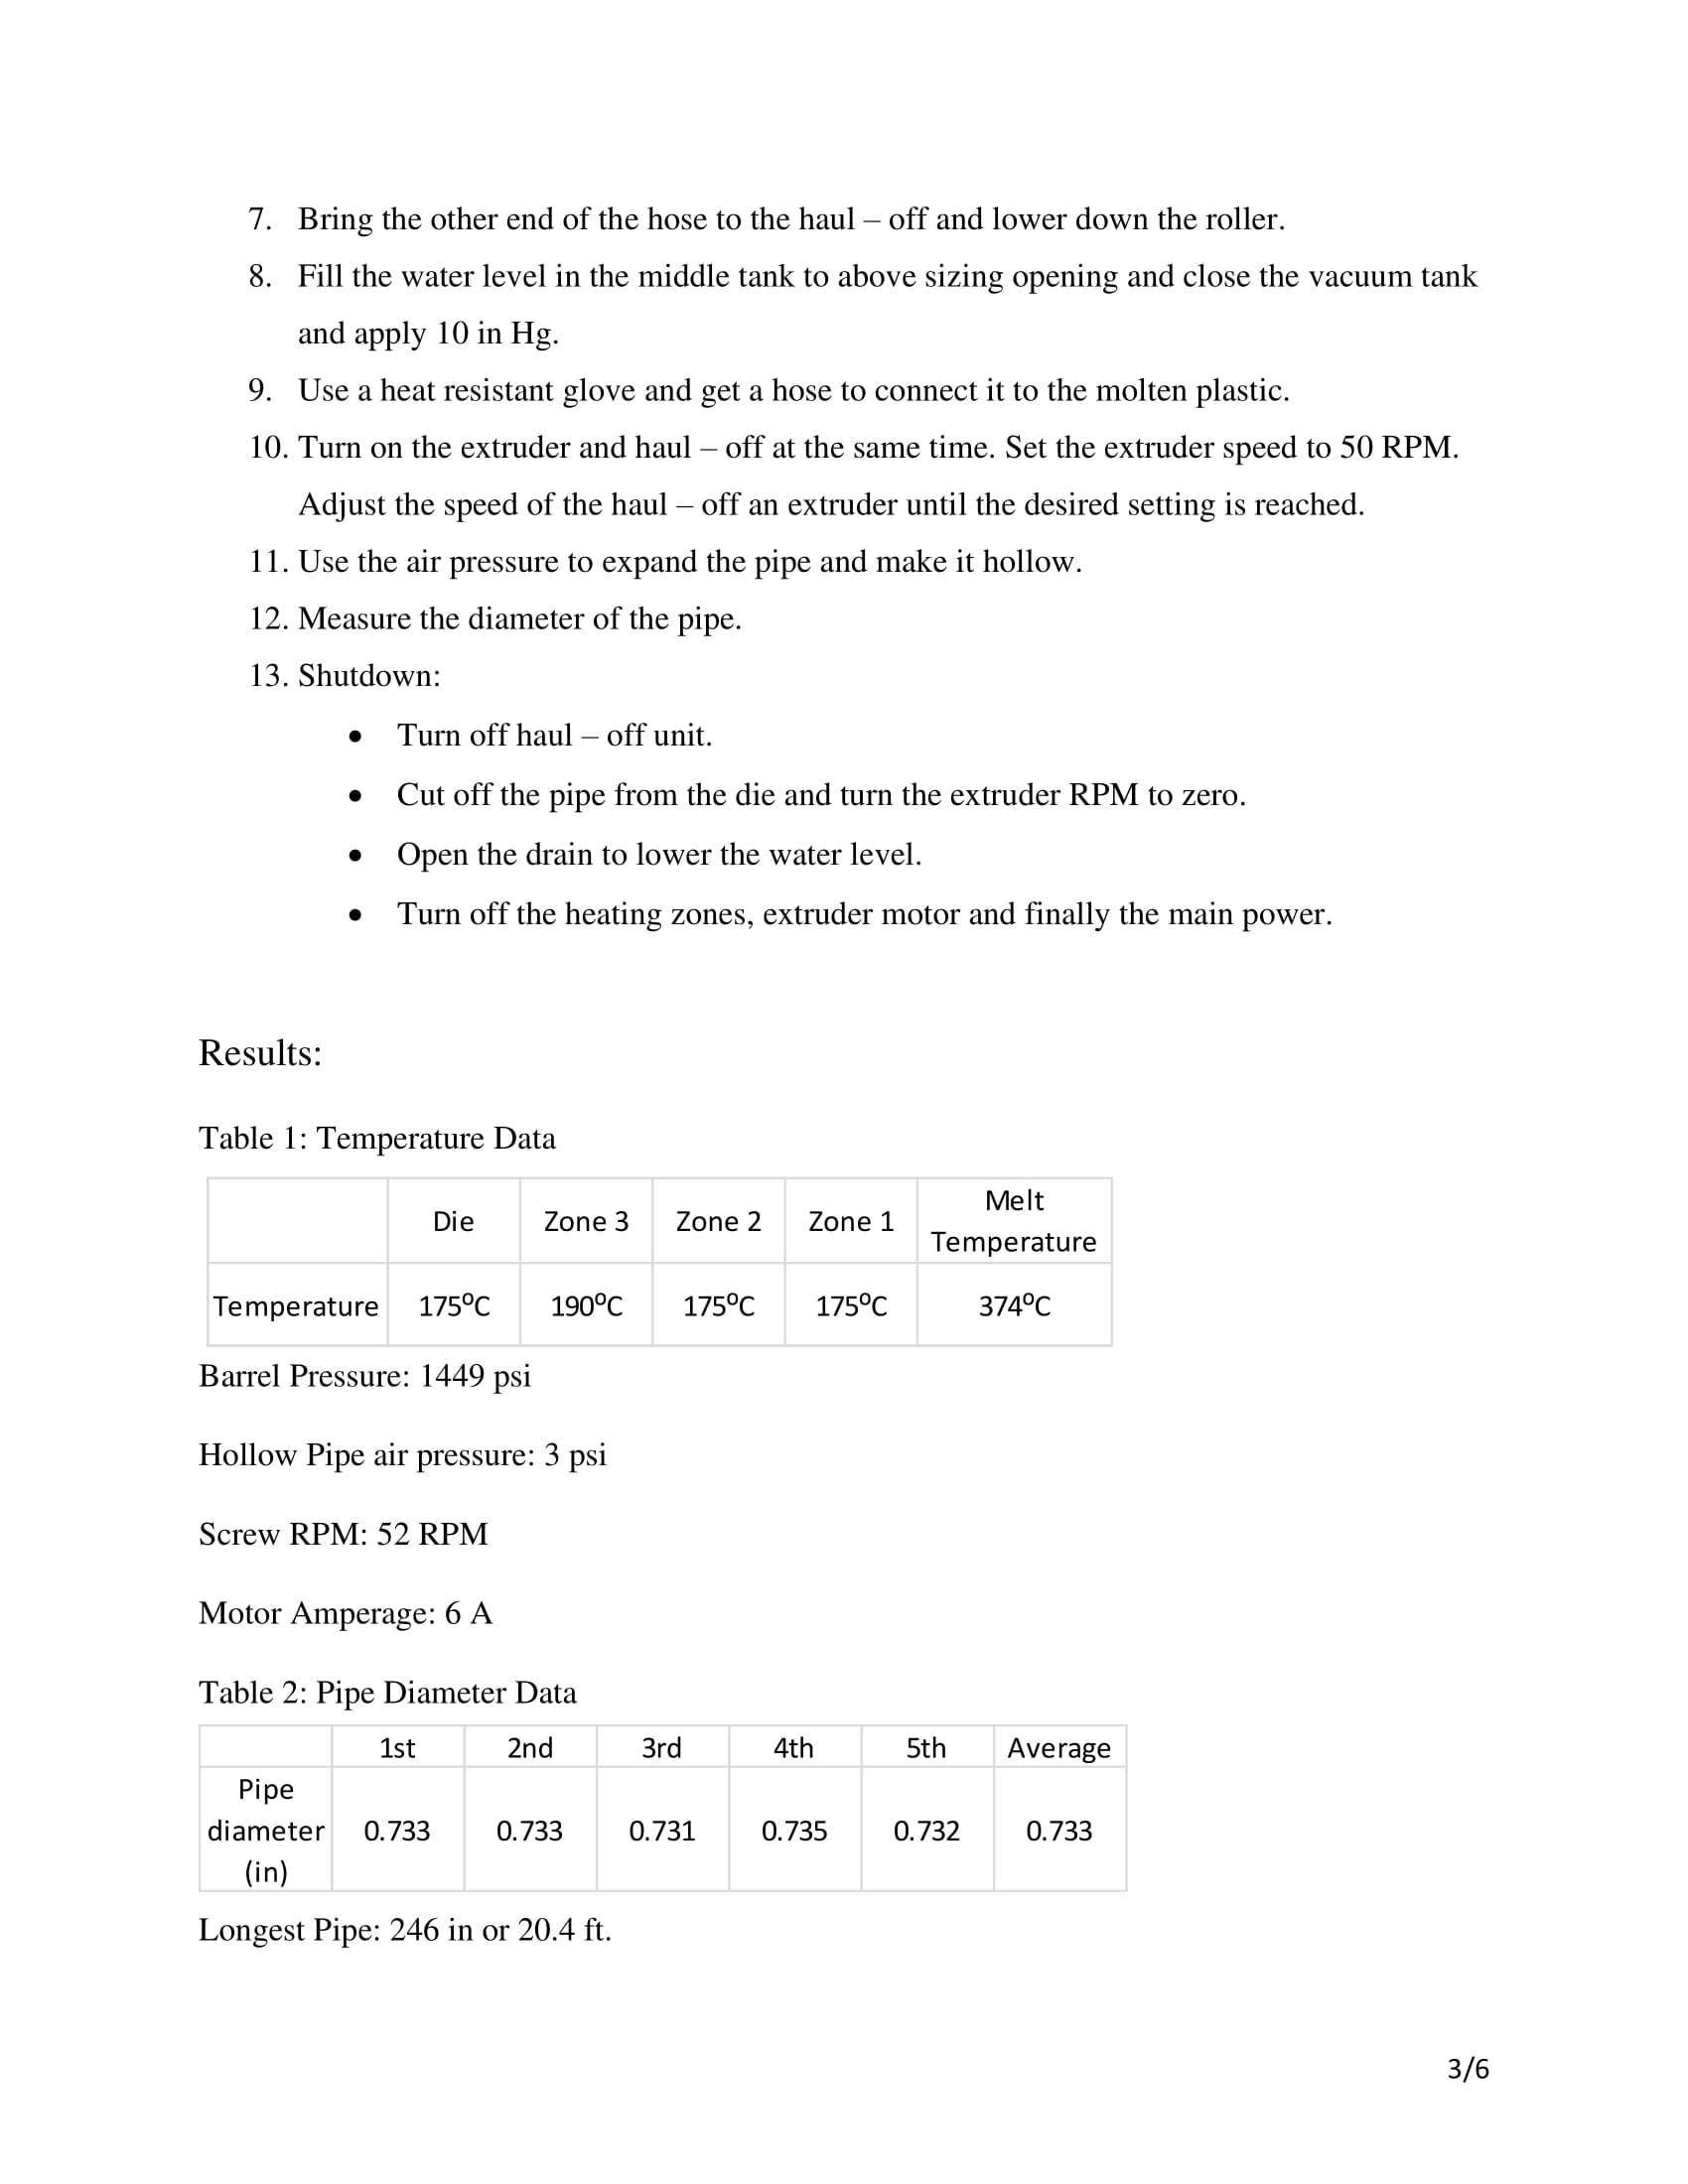 7. Bring the other end of the hose to the haul – off and lower down the roller.
8. Fill the water level in the middle tank to above sizing opening and close the vacuum tank
and apply 10 in Hg.
9. Use a heat resistant glove and get a hose to connect it to the molten plastic.
10. Turn on the extruder and haul – off at the same time. Set the extruder speed to 50 RPM.
Adjust the speed of the haul – off an extruder until the desired setting is reached.
11. Use the air pressure to expand the pipe and make it hollow.
12. Measure the diameter of the pipe.
13. Shutdown:
• Turn off haul – off unit.
• Cut off the pipe from the die and turn the extruder RPM to zero.
• Open the drain to lower the water level.
• Turn off the heating zones, extruder motor and finally the main power.
Results:
Table 1: Temperature Data
Die Zone 3 Zone 2 Zone 1 Melt Temperature
Temperature 175ºC 190ºC 175ºC 175ºC 374ºC
Barrel Pressure: 1449 psi
Hollow Pipe air pressure: 3 psi
Screw RPM: 52 RPM
Motor Amperage: 6 A
Table 2: Pipe Diameter Data
1st 2nd 3rd 4th 5th Average
Pipe diameter (in) 0.733 0.733 0.731 0.735 0.732 0.733
Longest Pipe: 246 in or 20.4 ft.
3/6